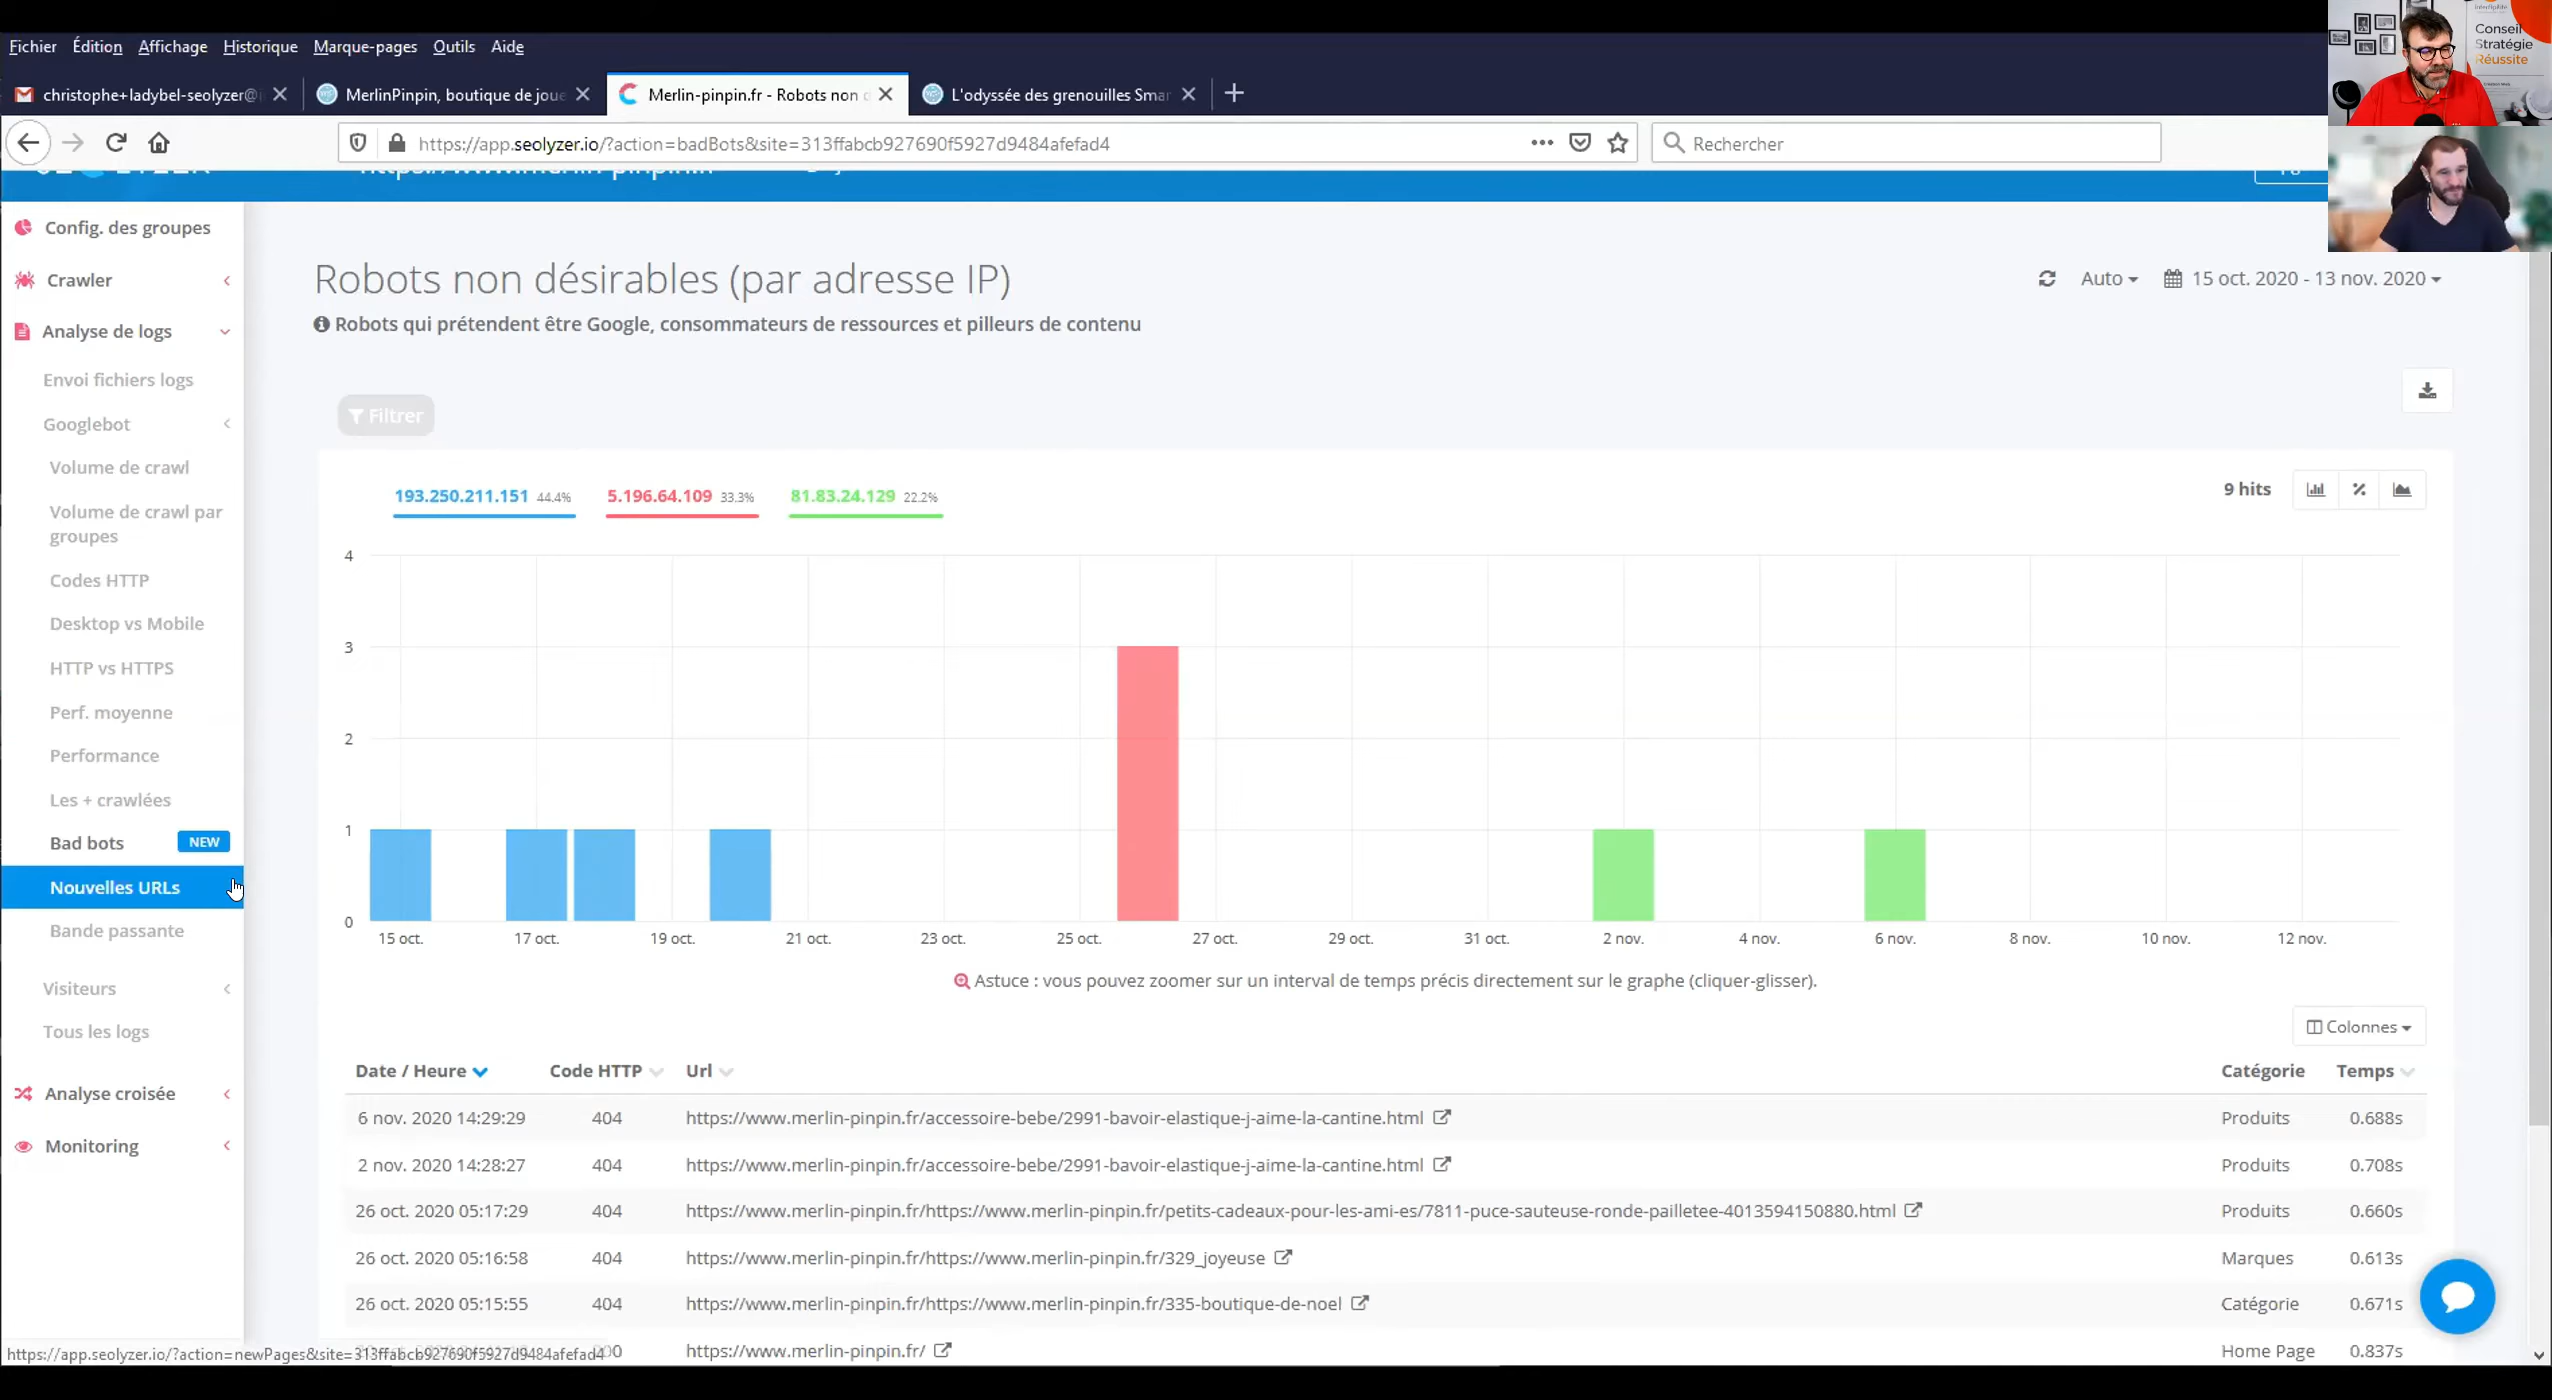 Fichier Édition Affichage Historique Marque-pages Outils Aide
christophe+ladybel-seolyzer@
MerlinPinpin, boutique de joue
Merlin-pinpin.fr - Robots non
L'odyssée des grenouilles Smar
https://app.seolyzer.io/?action=badBots&site=313ffabcb927690f5927d9484afefad4
Rechercher
Conseil
Stratégie
Réussite
Config. des groupes
Crawler
Analyse de logs
Envoi fichiers logs
Googlebot
Volume de crawl
Volume de crawl par
groupes
Codes HTTP
Desktop vs Mobile
HTTP vs HTTPS
Perf. moyenne
Performance
Les + crawlées
Bad bots NEW
Nouvelles URLs
Bande passante
Visiteurs
Tous les logs
Analyse croisée
Monitoring
Robots non désirables (par adresse IP)
Auto
15 oct. 2020 - 13 nov. 2020
Robots qui prétendent être Google, consommateurs de ressources et pilleurs de contenu
Filtrer
193.250.211.151 44.4% 5.196.64.109 33.3% 81.83.24.129 22.2%
9 hits
4
3
2
1
0
15 oct. 17 oct. 19 oct. 21 oct. 23 oct. 25 oct. 27 oct. 29 oct. 31 oct. 2 nov. 4 nov. 6 nov. 8 nov. 10 nov. 12 nov.
Astuce : vous pouvez zoomer sur un interval de temps précis directement sur le graphe (cliquer-glisser).
Colonnes
Date / Heure Code HTTP Url Catégorie Temps
6 nov. 2020 14:29:29 404 https://www.merlin-pinpin.fr/accessoire-bebe/2991-bavoir-elastique-j-aime-la-cantine.html Produits 0.688s
2 nov. 2020 14:28:27 404 https://www.merlin-pinpin.fr/accessoire-bebe/2991-bavoir-elastique-j-aime-la-cantine.html Produits 0.708s
26 oct. 2020 05:17:29 404 https://www.merlin-pinpin.fr/https://www.merlin-pinpin.fr/petits-cadeaux-pour-les-ami-es/7811-puce-sauteuse-ronde-pailletee-4013594150880.html Produits 0.660s
26 oct. 2020 05:16:58 404 https://www.merlin-pinpin.fr/https://www.merlin-pinpin.fr/329_joyeuse Marques 0.613s
26 oct. 2020 05:15:55 404 https://www.merlin-pinpin.fr/https://www.merlin-pinpin.fr/335-boutique-de-noel Catégorie 0.671s
https://www.merlin-pinpin.fr/ Home Page 0.837s
https://app.seolyzer.io/?action=newPages&site=313ffabcb927690f5927d9484afefad4